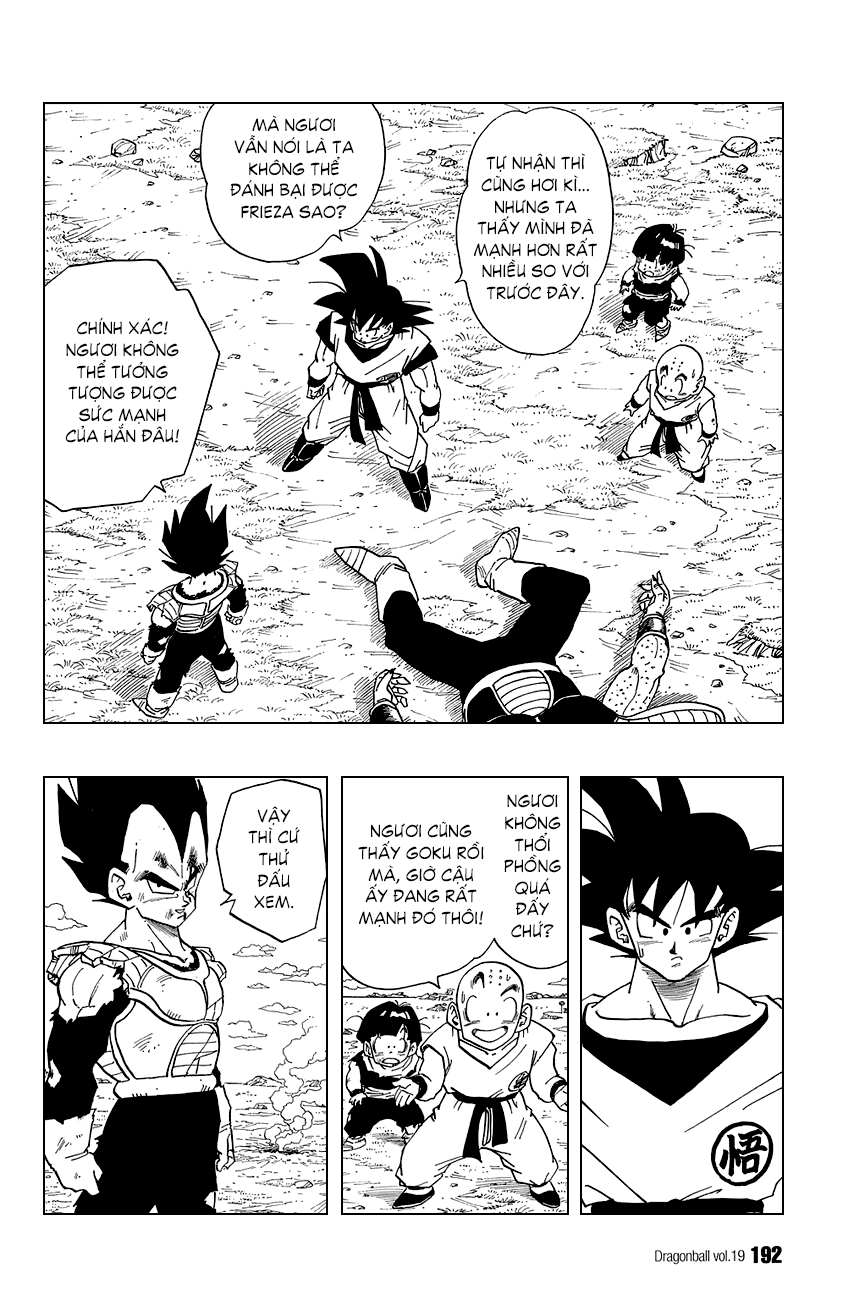 TỰ NHẬN THÌ
CŨNG HƠI KÌ...
NHƯNG TA
THẤY MÌNH ĐÃ
MẠNH HƠN RẤT
NHIỀU SO VỚI
TRƯỚC ĐÂY.
MÀ NGƯƠI
VẪN NÓI LÀ TA
KHÔNG THỂ
ĐÁNH BẠI ĐƯỢC
FRIEZA SAO?
CHÍNH XÁC!
NGƯƠI KHÔNG
THỂ TƯỞNG
TƯỢNG ĐƯỢC
SỨC MẠNH
CỦA HẮN ĐÂU!
悟
NGƯƠI
KHÔNG
THỔI
PHỒNG
QUÁ
ĐẤY
CHỨ?
NGƯƠI CŨNG
THẤY GOKU RỒI
MÀ, GIỜ CẬU
ẤY ĐANG RẤT
MẠNH ĐÓ THÔI!
VẬY
THÌ CỨ
THỬ
ĐẤU
XEM.
Dragonball vol.19 192